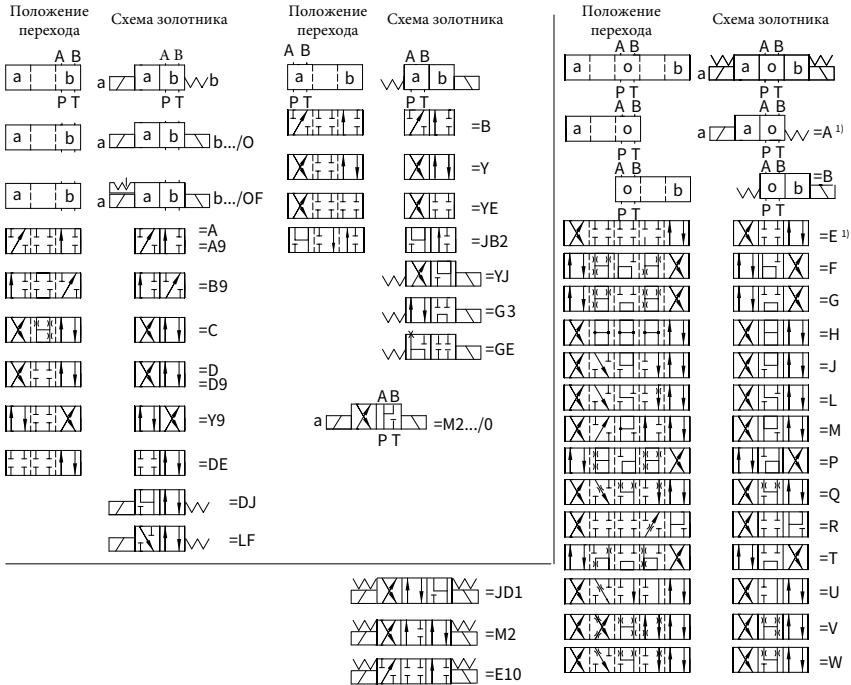 Положение перехода
Схема золотника
A B
A B
a b
a a b b
P T
P T
a b
a a b b.../O
a b
a a b b.../OF
=A
=A9
=B9
=C
=D
=D9
=Y9
=DE
=DJ
=LF
Положение перехода
Схема золотника
A B
A B
a b
a b
P T
P T
=B
=Y
=YE
=JB2
=YJ
=G3
=GE
A B
a =M2.../0
P T
=JD1
=M2
=E10
Положение перехода
Схема золотника
A B
A B
a o b
a a o b b
P T
P T
A B
A B
a o
a a o =A 1)
P T
P T
A B
A B
o b
o b =B b
P T
P T
=E 1)
=F
=G
=H
=J
=L
=M
=P
=Q
=R
=T
=U
=V
=W